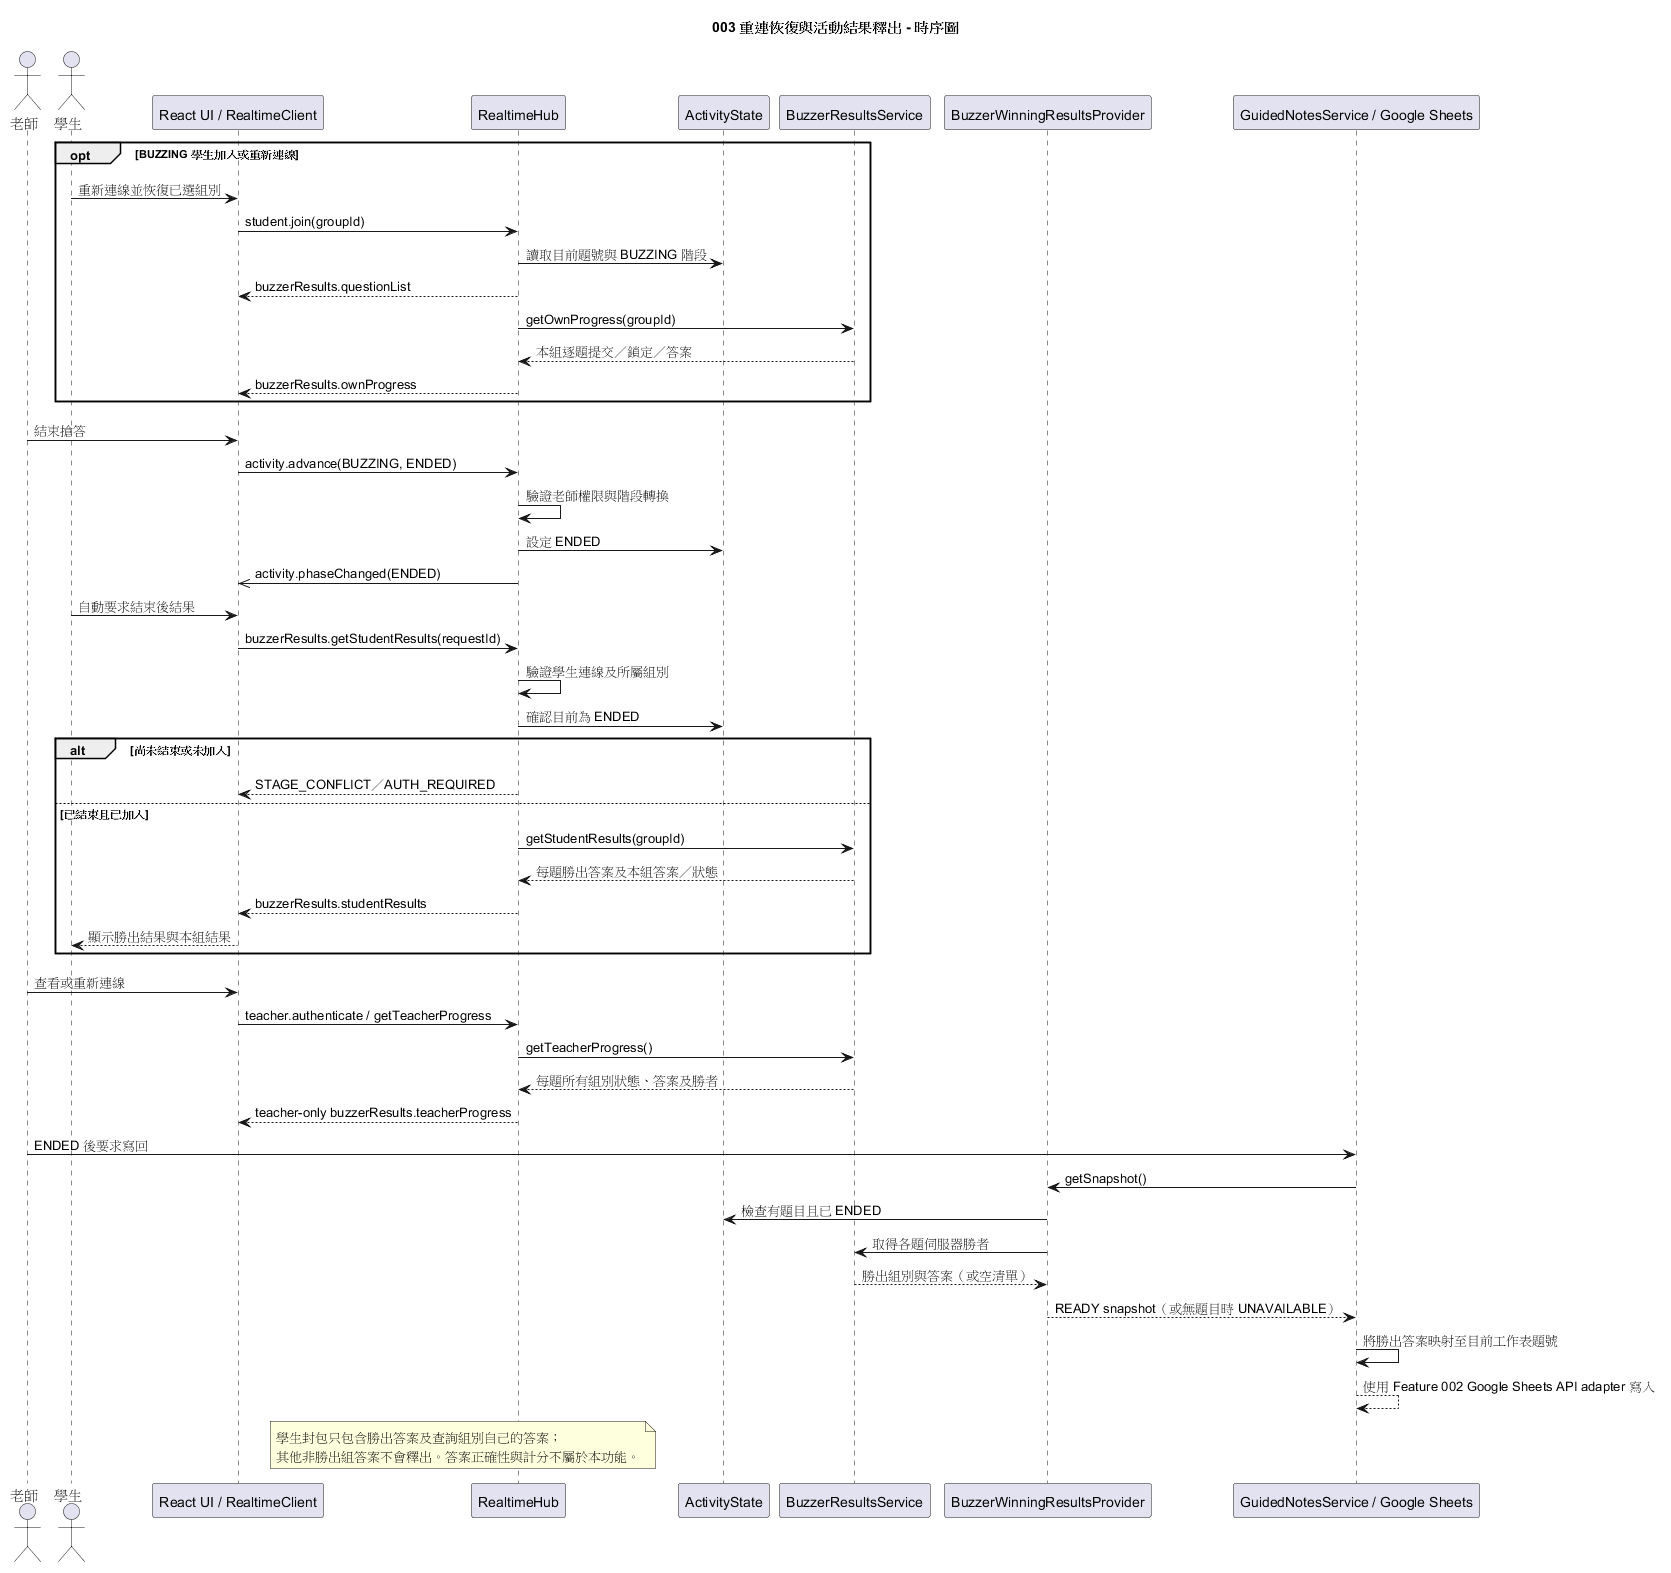 003 重連恢復與活動結果釋出 - 時序圖
老師
學生
React UI / RealtimeClient
RealtimeHub
ActivityState
BuzzerResultsService
BuzzerWinningResultsProvider
GuidedNotesService / Google Sheets
opt [BUZZING 學生加入或重新連線]
重新連線並恢復已選組別
student.join(groupId)
讀取目前題號與 BUZZING 階段
buzzerResults.questionList
getOwnProgress(groupId)
本組逐題提交／鎖定／答案
buzzerResults.ownProgress
結束搶答
activity.advance(BUZZING, ENDED)
驗證老師權限與階段轉換
設定 ENDED
activity.phaseChanged(ENDED)
自動要求結束後結果
buzzerResults.getStudentResults(requestId)
驗證學生連線及所屬組別
確認目前為 ENDED
alt [尚未結束或未加入]
STAGE_CONFLICT／AUTH_REQUIRED
[已結束且已加入]
getStudentResults(groupId)
每題勝出答案及本組答案／狀態
buzzerResults.studentResults
顯示勝出結果與本組結果
查看或重新連線
teacher.authenticate / getTeacherProgress
getTeacherProgress()
每題所有組別狀態、答案及勝者
teacher-only buzzerResults.teacherProgress
ENDED 後要求寫回
getSnapshot()
檢查有題目且已 ENDED
取得各題伺服器勝者
勝出組別與答案（或空清單）
READY snapshot（或無題目時 UNAVAILABLE）
將勝出答案映射至目前工作表題號
使用 Feature 002 Google Sheets API adapter 寫入
學生封包只包含勝出答案及查詢組別自己的答案；
其他非勝出組答案不會釋出。答案正確性與計分不屬於本功能。
老師
學生
React UI / RealtimeClient
RealtimeHub
ActivityState
BuzzerResultsService
BuzzerWinningResultsProvider
GuidedNotesService / Google Sheets